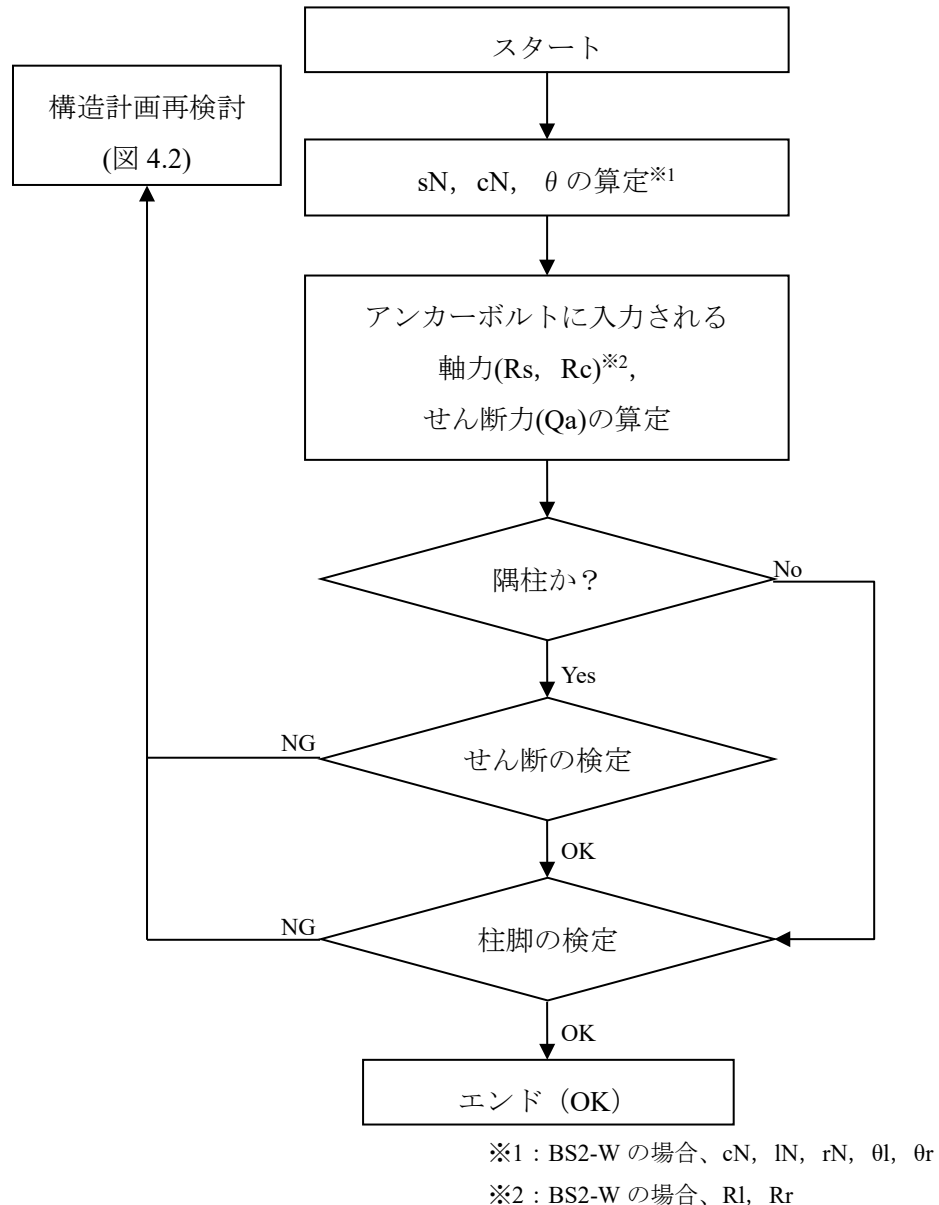 スタート
構造計画再検討
(図 4.2)
sN, cN, θの算定※1
アンカーボルトに入力される
軸力(Rs, Rc)※2,
せん断力(Qa)の算定
隅柱か？
No
Yes
せん断の検定
NG
OK
柱脚の検定
NG
OK
エンド（OK）
※1：BS2-W の場合、cN, lN, rN, θl, θr
※2：BS2-W の場合、Rl, Rr